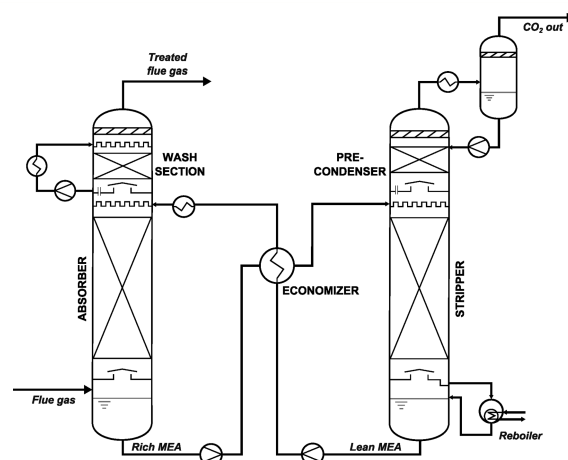 CO2 out
Treated
flue gas
WASH
SECTION
PRE-
CONDENSER
ABSORBER
ECONOMIZER
STRIPPER
Flue gas
Rich MEA
Lean MEA
Reboiler